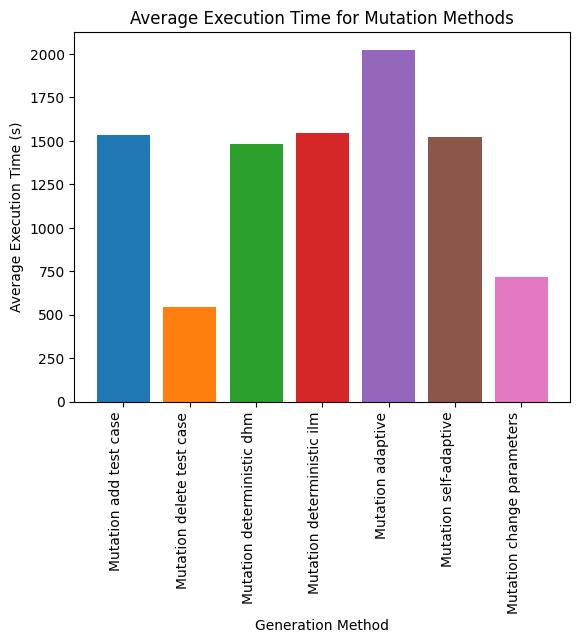 Average Execution Time for Mutation Methods
Average Execution Time (s)
2000
1750
1500
1250
1000
750
500
250
0
Mutation add test case
Mutation delete test case
Mutation deterministic dhm
Mutation deterministic ilm
Mutation adaptive
Mutation self-adaptive
Mutation change parameters
Generation Method